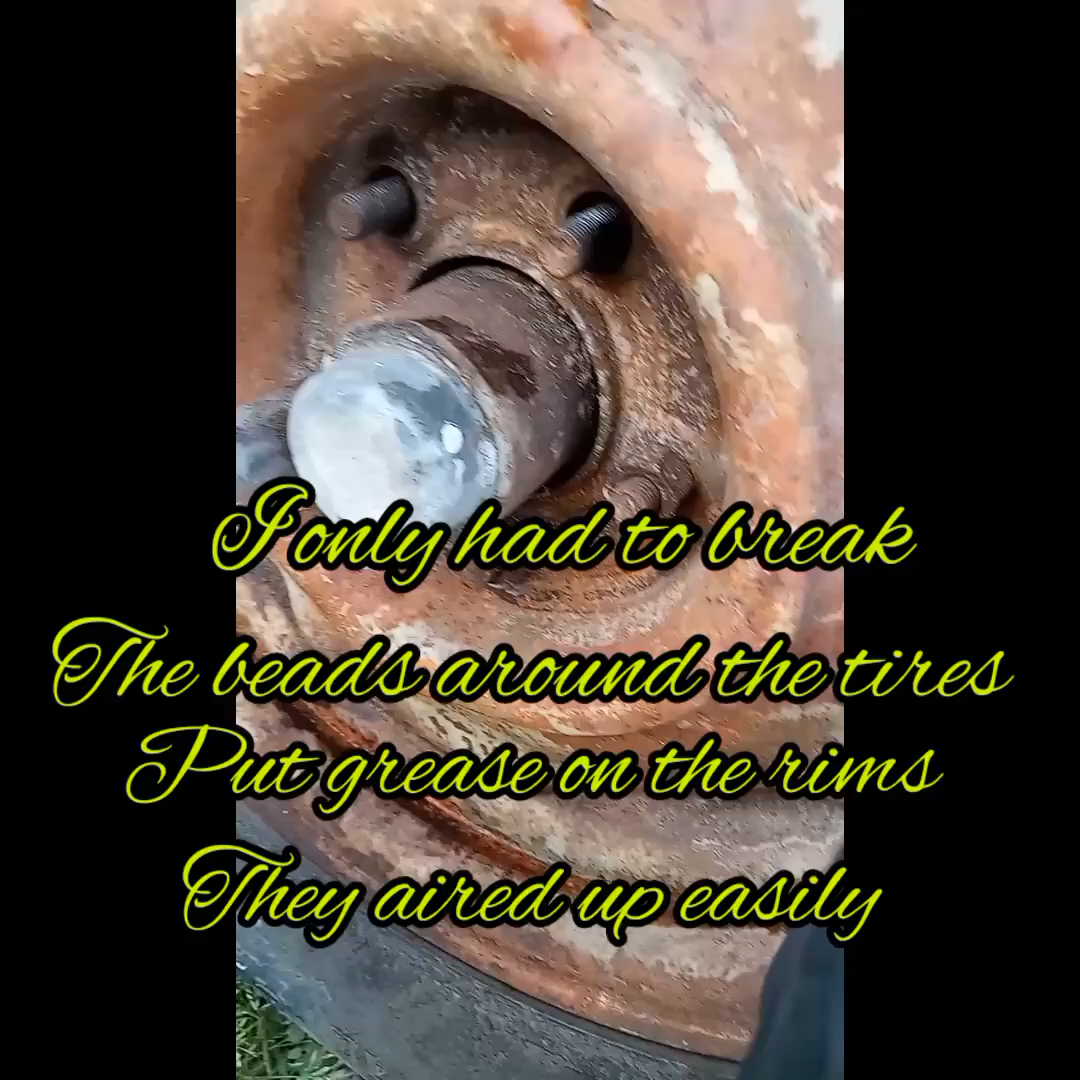 I only had to break
The beads around the tires
Put grease on the rims
They aired up easily